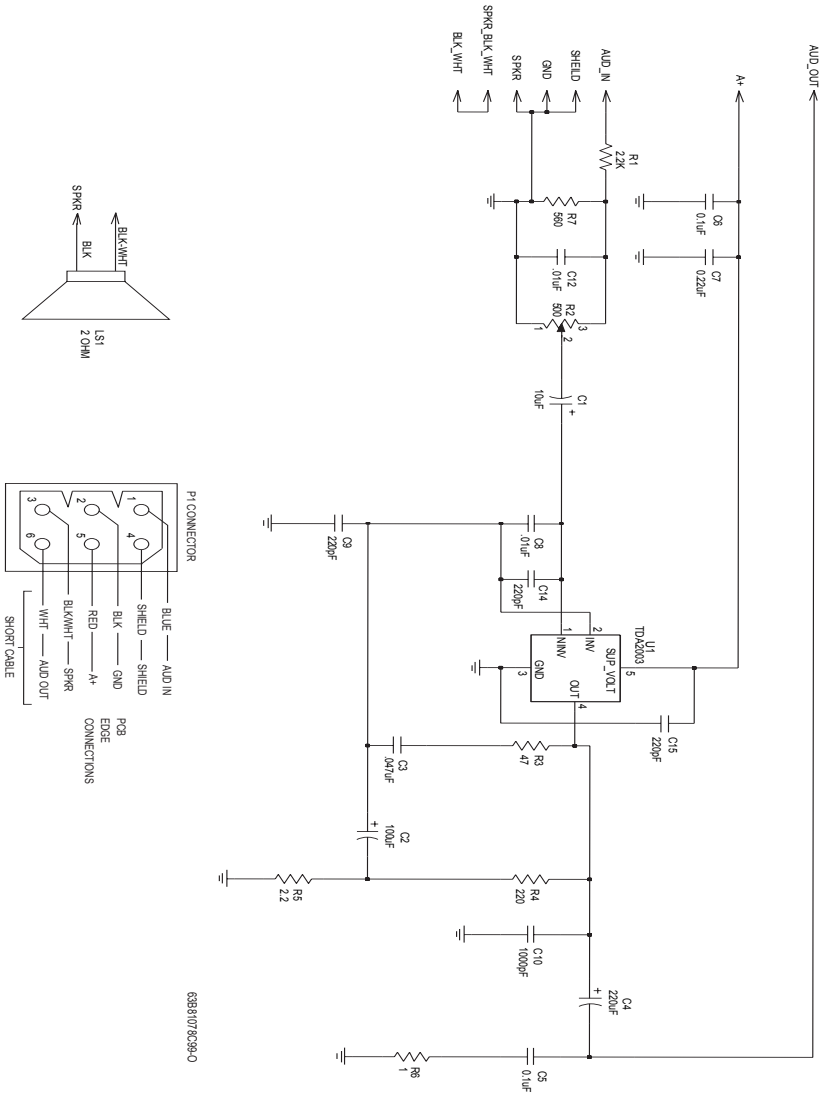 AUD_OUT
A+
AUD_IN
SHEILD
GND
SPKR
SPKR_BLK_WHT
BLK_WHT
R1
2.2K
C6
0.1uF
C7
0.22uF
R7
560
C12
.01uF
R2
500
1
3
2
C1
10uF
+
C8
.01uF
C14
220pF
C9
220pF
U1
TDA2003
SUP_VOLT
5
INV
2
NINV
1
GND
3
OUT
4
C15
220pF
R3
47
C3
.047uF
C2
100uF
+
R4
220
R5
2.2
C10
1000pF
C4
220uF
+
C5
0.1uF
R6
1
SPKR
BLK
BLK-WHT
LS1
2 OHM
P1 CONNECTOR
1
2
3
4
5
6
BLUE AUD IN
SHIELD SHIELD
BLK GND
RED A+
BLK/WHT SPKR
WHT AUD OUT
SHORT CABLE
PCB
EDGE
CONNECTIONS
63B81078C99-O